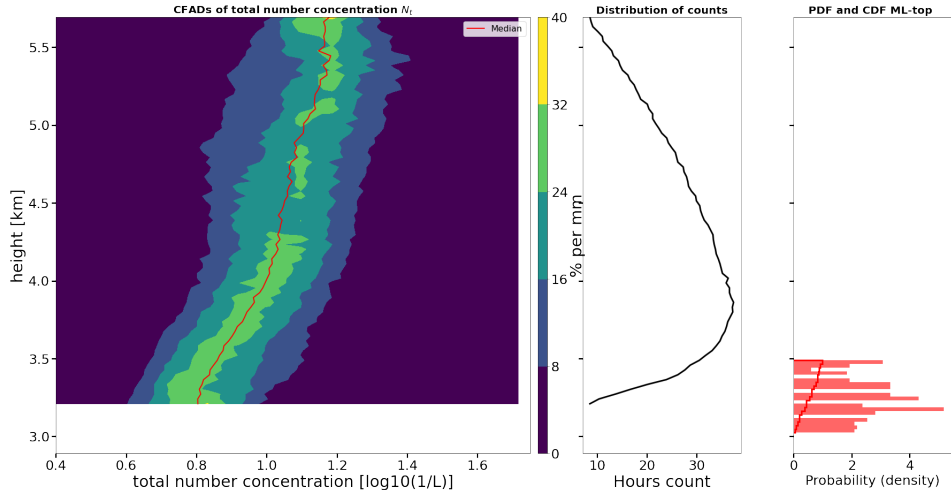 CFADS of total number concentration Nt
Distribution of counts
PDF and CDF ML-top
Median
height [km]
5.5
5.0
4.5
4.0
3.5
3.0
0.4 0.6 0.8 1.0 1.2 1.4 1.6
total number concentration [log10(1/L)]
40
32
24
16
8
0
% per mm
10 20 30
Hours count
0 2 4
Probability (density)